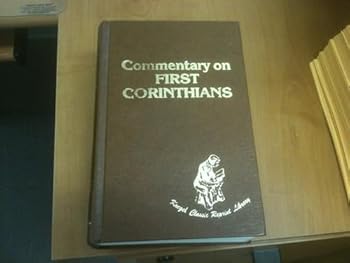 Commentary on
FIRST
CORINTHIANS
Kregel Classic Reprint Library